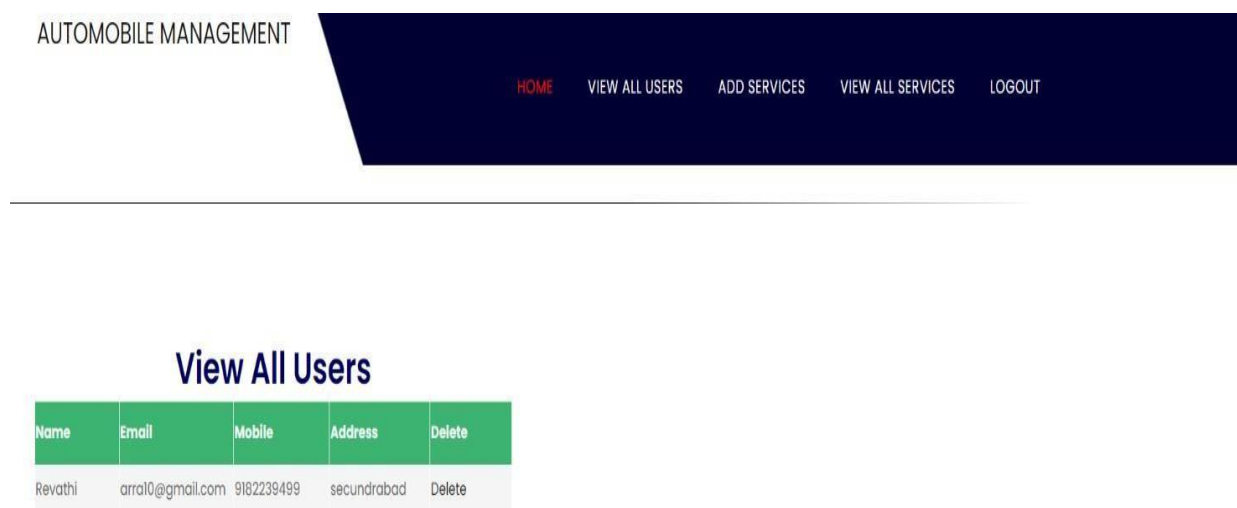 AUTOMOBILE MANAGEMENT
HOME VIEW ALL USERS ADD SERVICES VIEW ALL SERVICES LOGOUT
View All Users
Name Email Mobile Address Delete
Revathi arra10@gmail.com 9182239499 secundrabad Delete